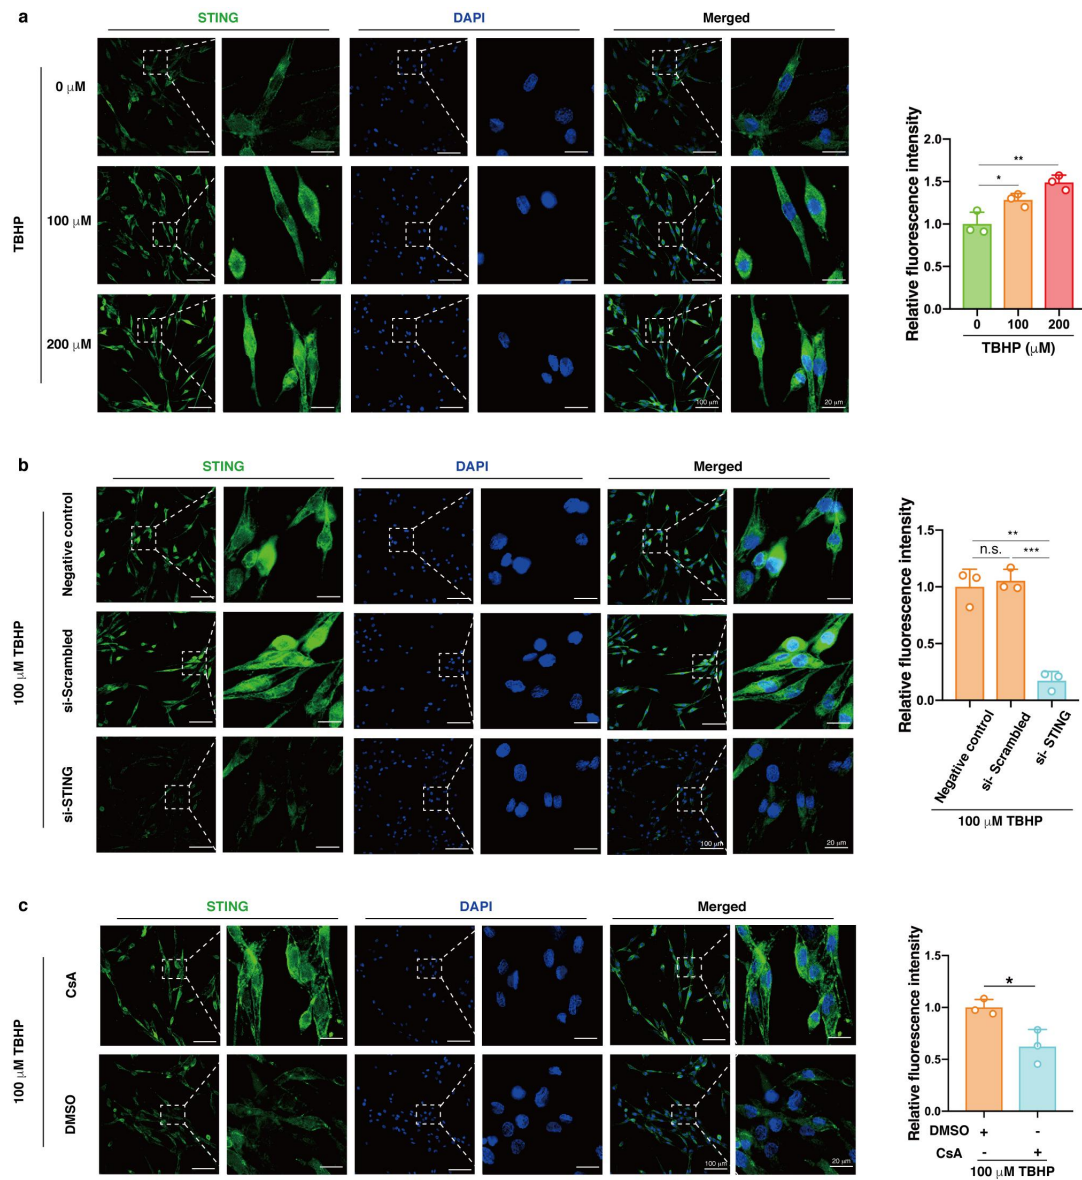 a
STING
DAPI
Merged
TBHP
0 μM
100 μM
200 μM
100 μm
20 μm
Relative fluorescence intensity
2.0
1.5
1.0
0.5
0.0
**
*
0 100 200
TBHP (μM)
b
STING
DAPI
Merged
100 μM TBHP
Negative control
si-Scrambled
si-STING
100 μm
20 μm
Relative fluorescence intensity
1.5
1.0
0.5
0.0
**
n.s. ***
Negative control
si- Scrambled
si- STING
100 μM TBHP
c
STING
DAPI
Merged
100 μM TBHP
CsA
DMSO
100 μm
20 μm
Relative fluorescence intensity
1.5
1.0
0.5
0.0
*
DMSO + -
CsA - +
100 μM TBHP